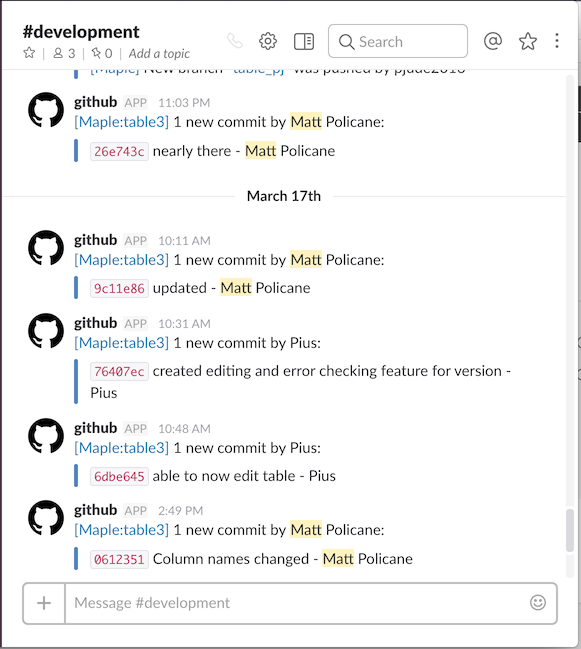 #development
3 | 0 | Add a topic
Search
[Maple] New branch "table_pj" was pushed by pjude2018
github APP 11:03 PM
[Maple:table3] 1 new commit by Matt Policane:
26e743c nearly there - Matt Policane
March 17th
github APP 10:11 AM
[Maple:table3] 1 new commit by Matt Policane:
9c11e86 updated - Matt Policane
github APP 10:31 AM
[Maple:table3] 1 new commit by Pius:
76407ec created editing and error checking feature for version -
Pius
github APP 10:48 AM
[Maple:table3] 1 new commit by Pius:
6dbe645 able to now edit table - Pius
github APP 2:49 PM
[Maple:table3] 1 new commit by Matt Policane:
0612351 Column names changed - Matt Policane
Message #development